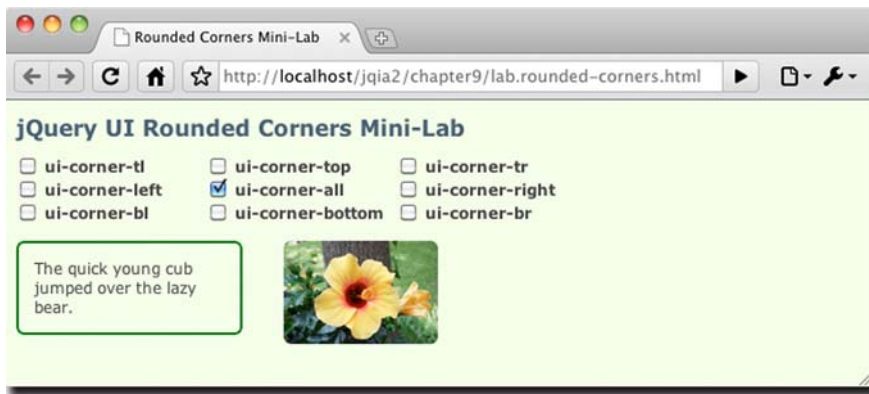 Rounded Corners Mini-Lab
http://localhost/jqia2/chapter9/lab.rounded-corners.html
jQuery UI Rounded Corners Mini-Lab
ui-corner-tl ui-corner-top ui-corner-tr
ui-corner-left ui-corner-all ui-corner-right
ui-corner-bl ui-corner-bottom ui-corner-br
The quick young cub
jumped over the lazy
bear.